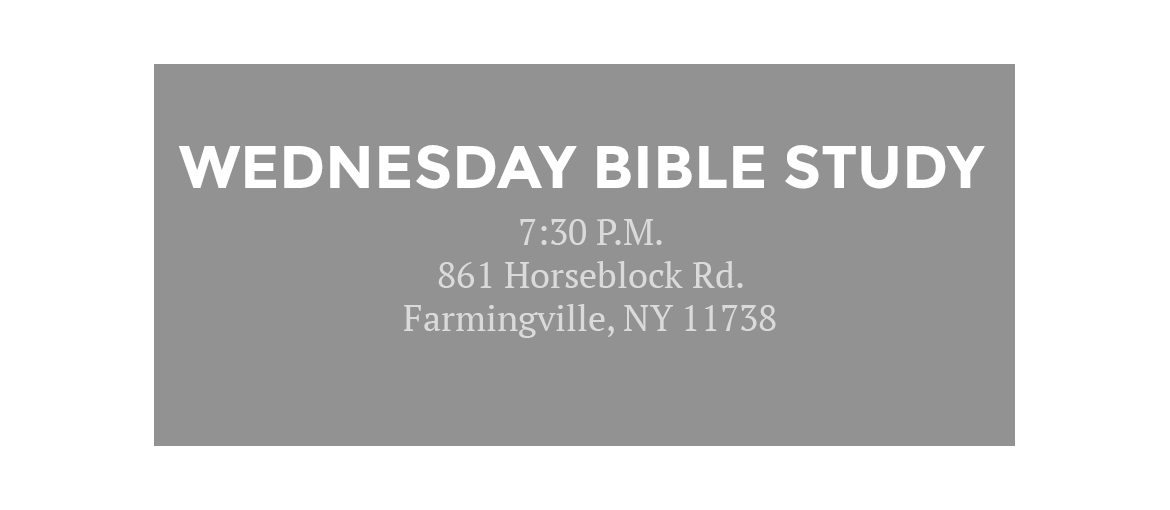 WEDNESDAY BIBLE STUDY
7:30 P.M.
861 Horseblock Rd.
Farmingville, NY 11738